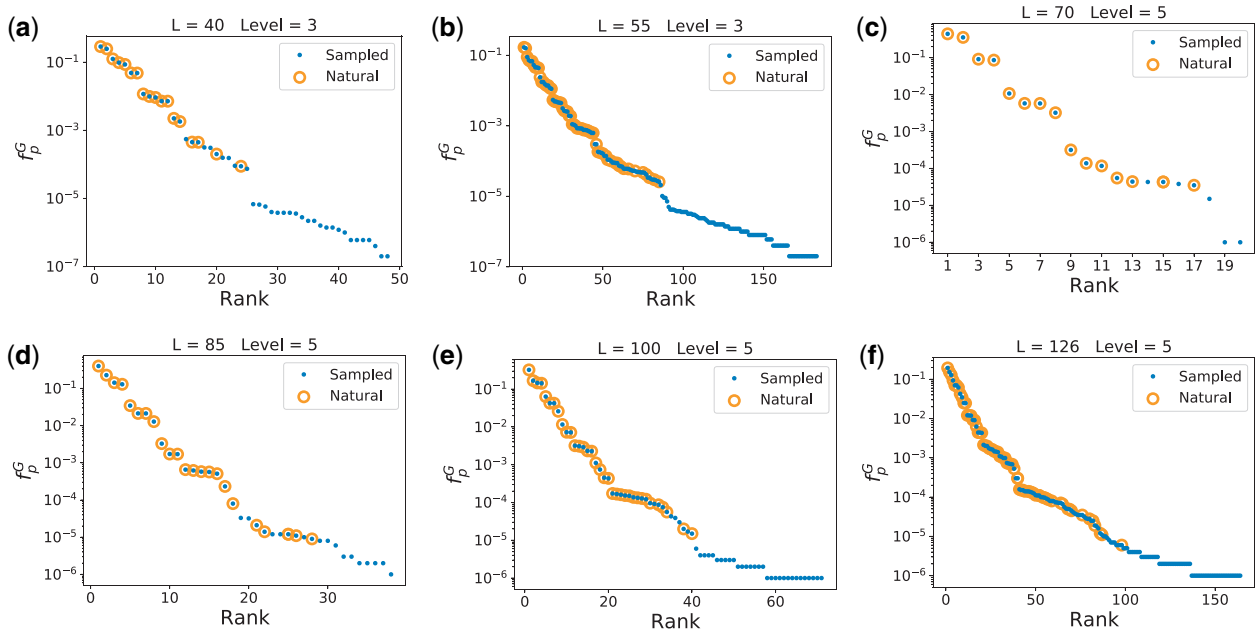 (a)
L = 40 Level = 3
10⁻¹
10⁻³
10⁻⁵
10⁻⁷
f_p^G
0 10 20 30 40 50
Rank
Sampled
Natural
(b)
L = 55 Level = 3
10⁻¹
10⁻³
10⁻⁵
10⁻⁷
f_p^G
0 50 100 150
Rank
Sampled
Natural
(c)
L = 70 Level = 5
10⁻¹
10⁻²
10⁻³
10⁻⁴
10⁻⁵
10⁻⁶
f_p^G
1 3 5 7 9 11 13 15 17 19
Rank
Sampled
Natural
(d)
L = 85 Level = 5
10⁻¹
10⁻²
10⁻³
10⁻⁴
10⁻⁵
10⁻⁶
f_p^G
0 10 20 30
Rank
Sampled
Natural
(e)
L = 100 Level = 5
10⁻¹
10⁻²
10⁻³
10⁻⁴
10⁻⁵
10⁻⁶
f_p^G
0 20 40 60
Rank
Sampled
Natural
(f)
L = 126 Level = 5
10⁻¹
10⁻²
10⁻³
10⁻⁴
10⁻⁵
10⁻⁶
f_p^G
0 50 100 150
Rank
Sampled
Natural